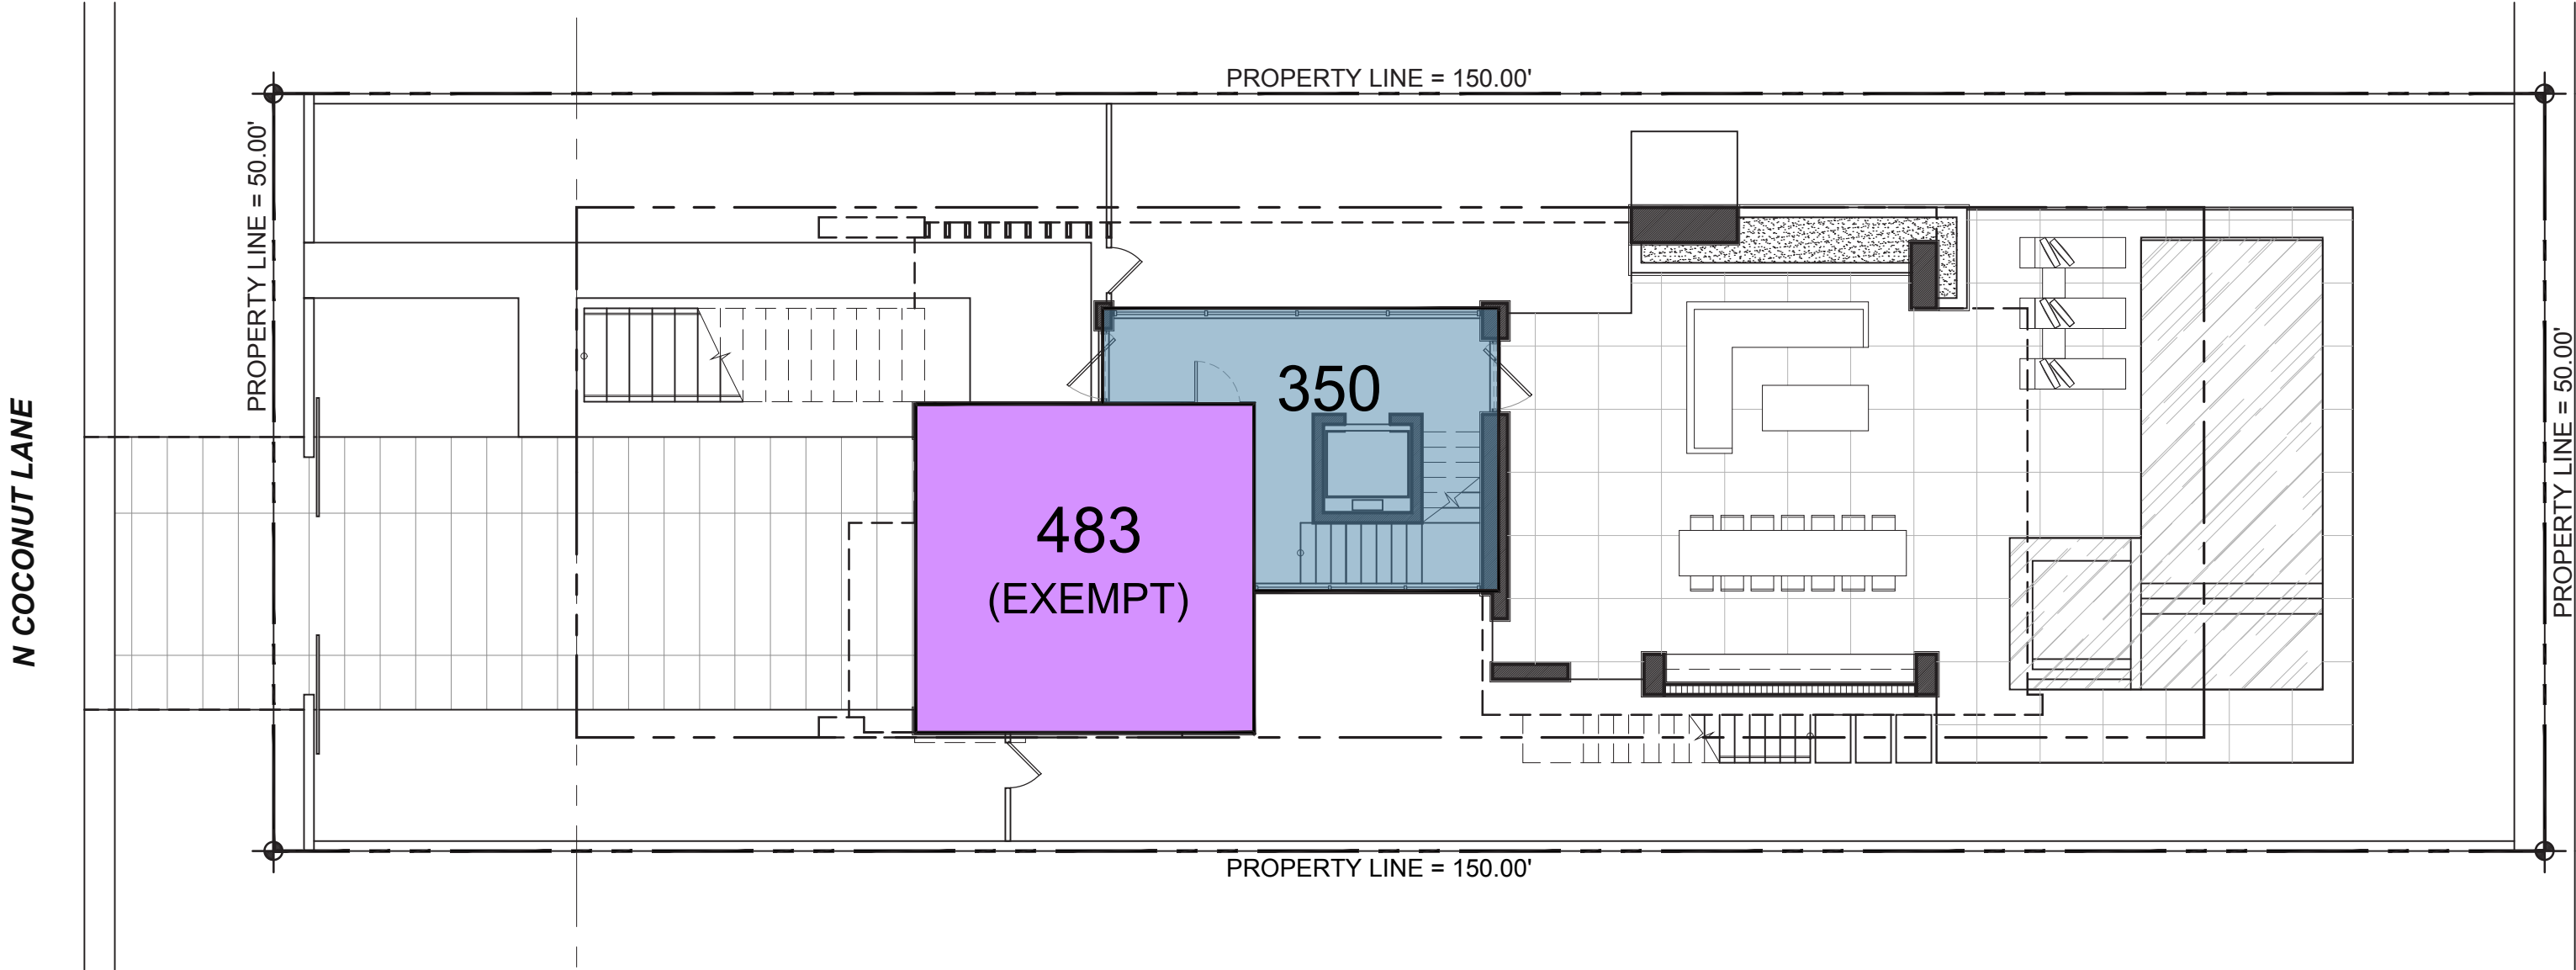 PROPERTY LINE = 150.00'
PROPERTY LINE = 50.00'
N COCONUT LANE
350
483
(EXEMPT)
PROPERTY LINE = 50.00'
PROPERTY LINE = 150.00'